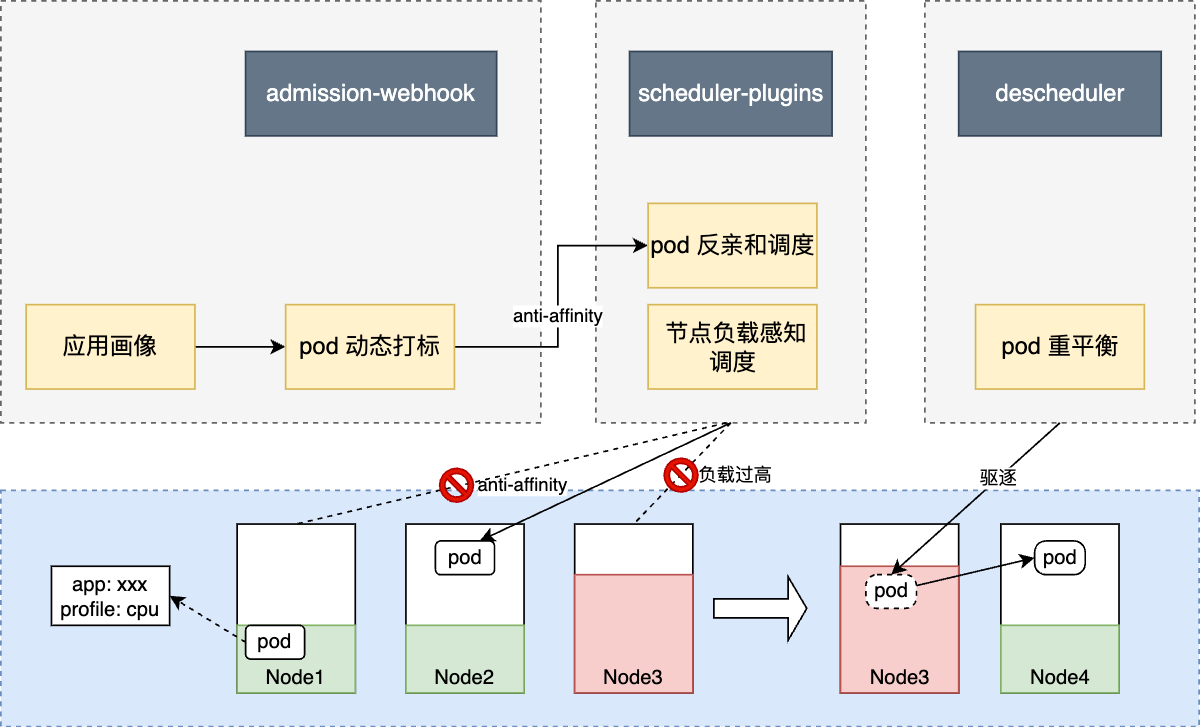 admission-webhook
scheduler-plugins
descheduler
pod 反亲和调度
anti-affinity
应用画像
pod 动态打标
节点负载感知
调度
pod 重平衡
anti-affinity
负载过高
驱逐
app: xxx
profile: cpu
pod
Node1
pod
Node2
Node3
pod
Node3
pod
Node4